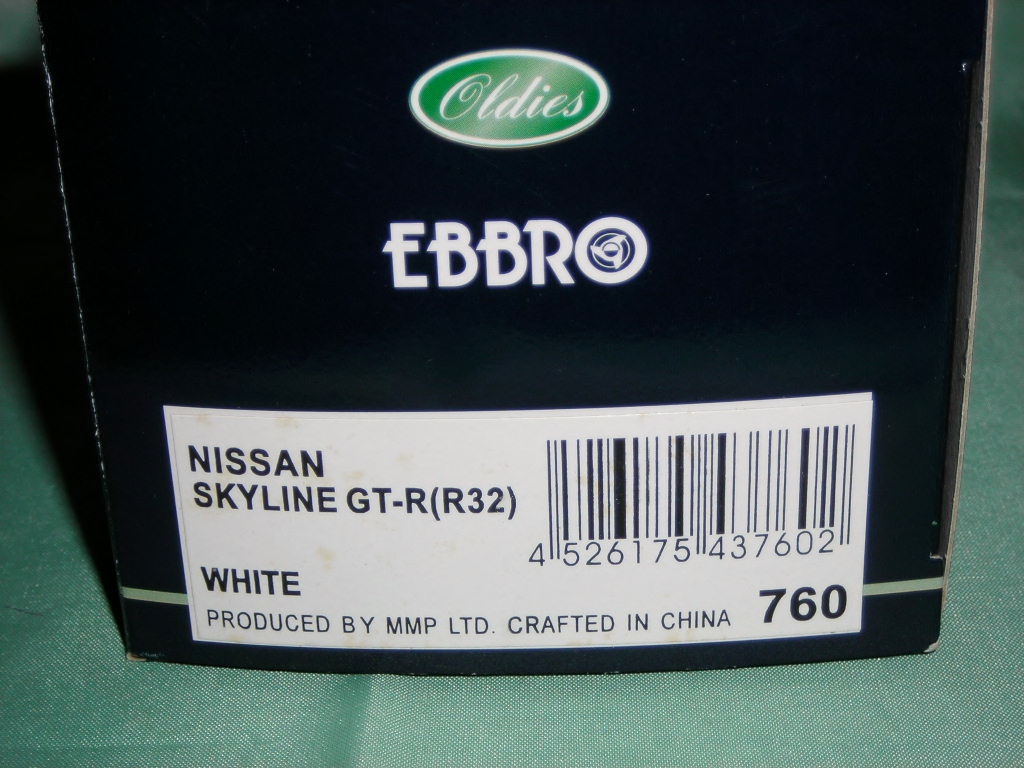 Oldies
EBBRO
NISSAN
SKYLINE GT-R(R32)
4 526175 437602
WHITE
760
PRODUCED BY MMP LTD. CRAFTED IN CHINA